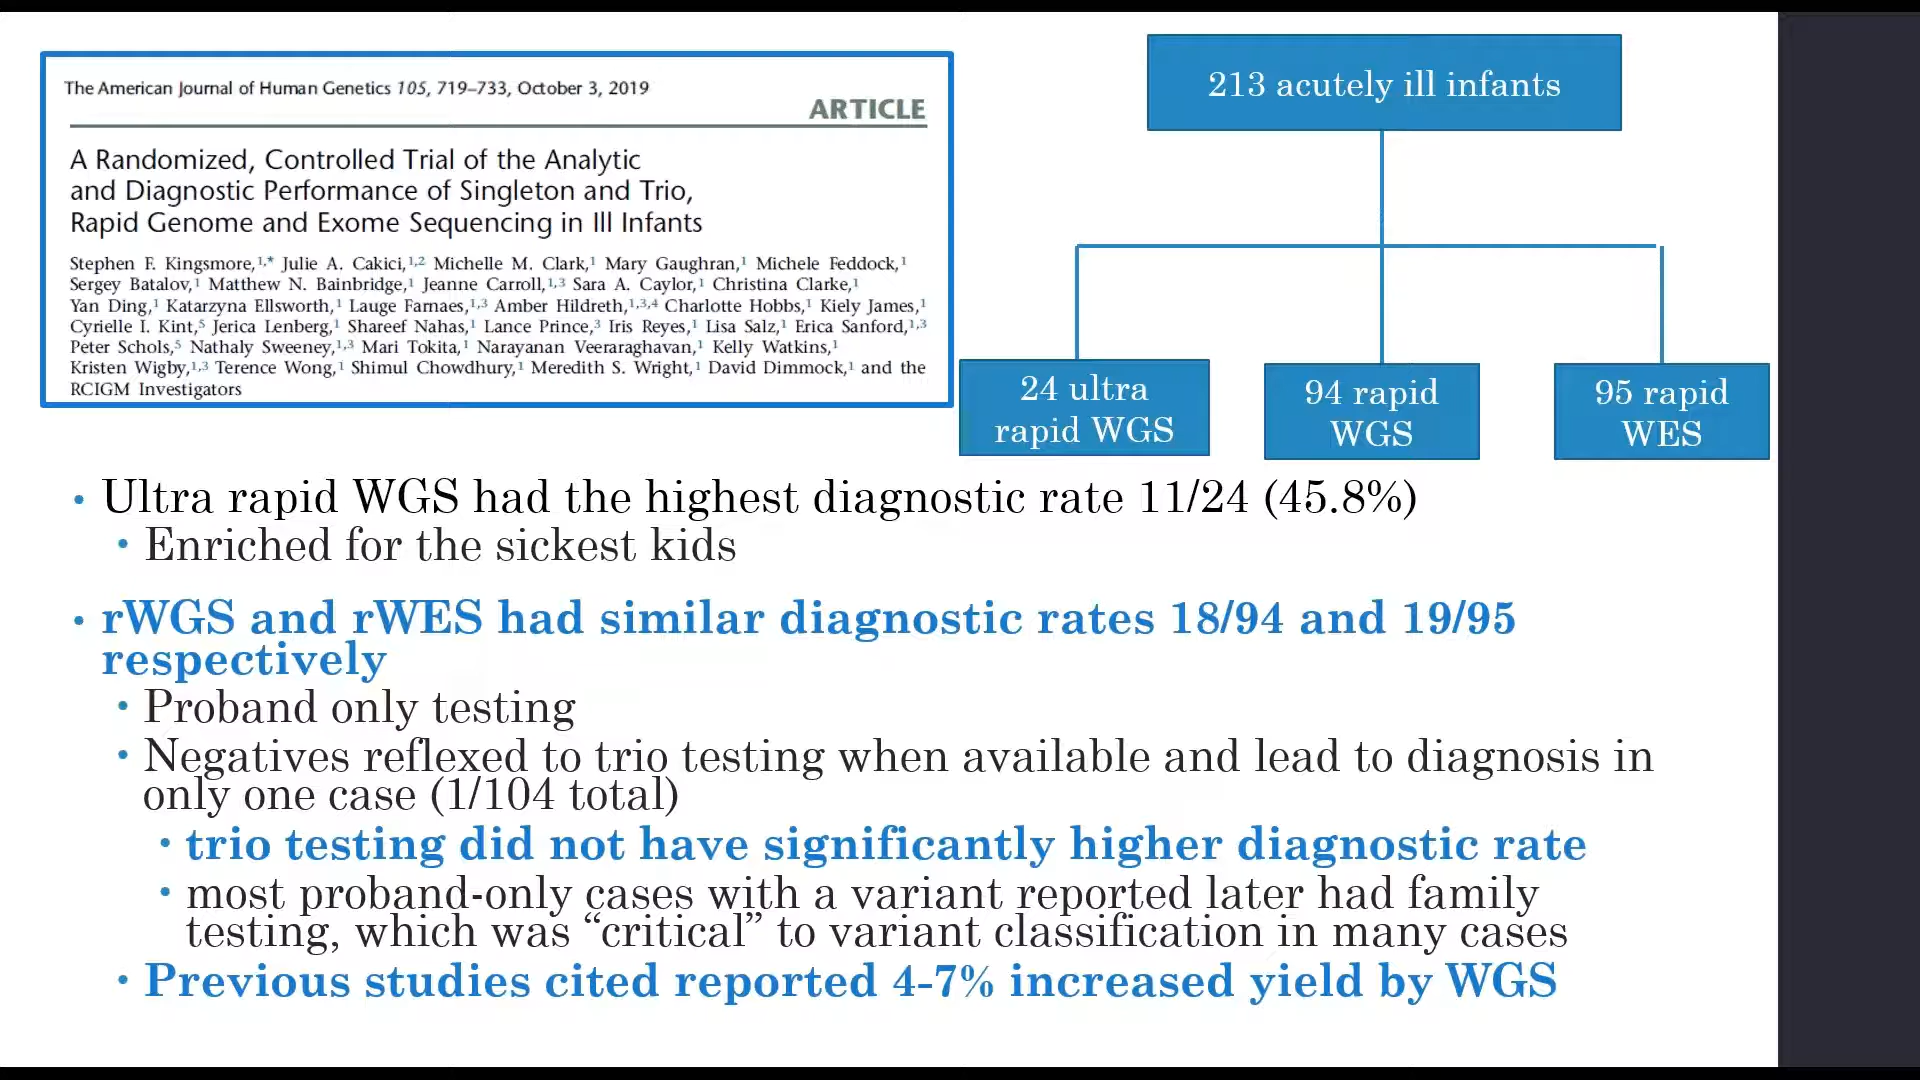 The American Journal of Human Genetics 105, 719–733, October 3, 2019
ARTICLE
A Randomized, Controlled Trial of the Analytic
and Diagnostic Performance of Singleton and Trio,
Rapid Genome and Exome Sequencing in Ill Infants
Stephen F. Kingsmore,1,* Julie A. Cakici,1,2 Michelle M. Clark,1 Mary Gaughran,1 Michele Feddock,1
Sergey Batalov,1 Matthew N. Bainbridge,1 Jeanne Carroll,1,3 Sara A. Caylor,1 Christina Clarke,1
Yan Ding,1 Katarzyna Ellsworth,1 Lauge Farnaes,1,3 Amber Hildreth,1,3,4 Charlotte Hobbs,1 Kiely James,1
Cyrielle I. Kint,5 Jerica Lenberg,1 Shareef Nahas,1 Lance Prince,3 Iris Reyes,1 Lisa Salz,1 Erica Sanford,1,3
Peter Schols,5 Nathaly Sweeney,1,3 Mari Tokita,1 Narayanan Veeraraghavan,1 Kelly Watkins,1
Kristen Wigby,1,3 Terence Wong,1 Shimul Chowdhury,1 Meredith S. Wright,1 David Dimmock,1 and the
RCIGM Investigators
213 acutely ill infants
24 ultra
rapid WGS
94 rapid
WGS
95 rapid
WES
• Ultra rapid WGS had the highest diagnostic rate 11/24 (45.8%)
• Enriched for the sickest kids
• rWGS and rWES had similar diagnostic rates 18/94 and 19/95
respectively
• Proband only testing
• Negatives reflexed to trio testing when available and lead to diagnosis in
only one case (1/104 total)
• trio testing did not have significantly higher diagnostic rate
• most proband-only cases with a variant reported later had family
testing, which was “critical” to variant classification in many cases
• Previous studies cited reported 4-7% increased yield by WGS